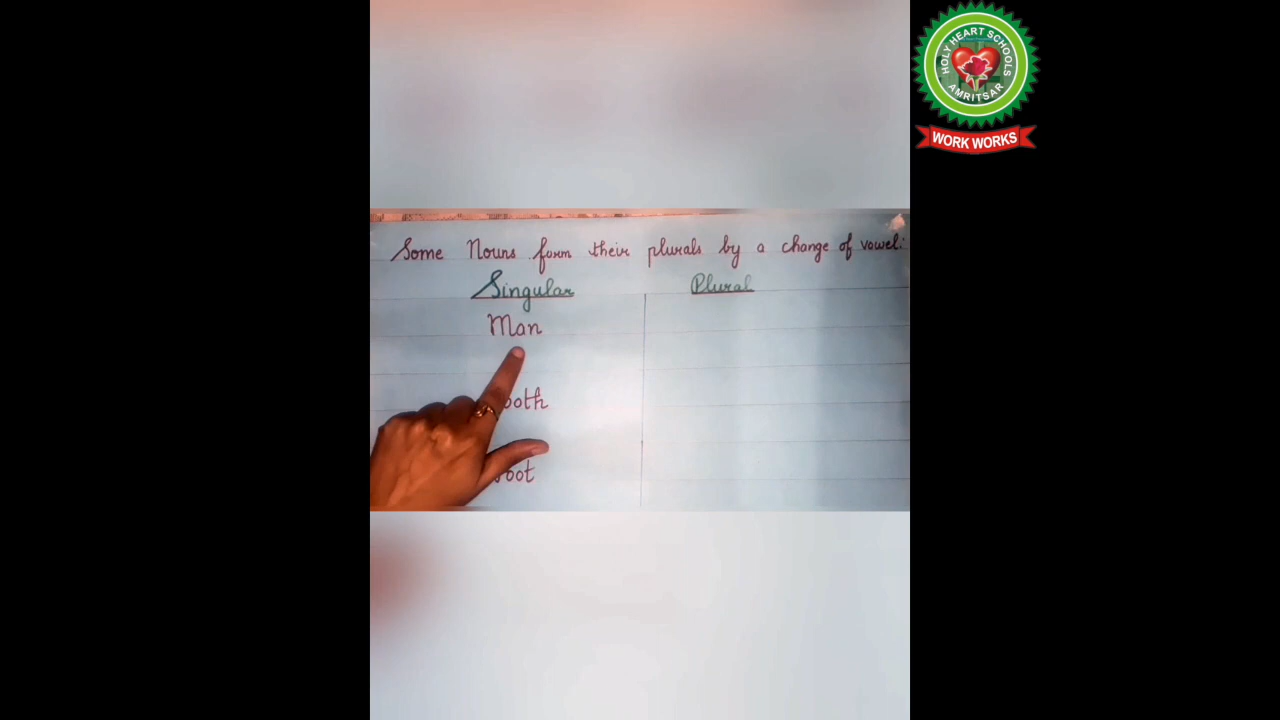 HOLY HEART SCHOOLS
AMRITSAR
WORK WORKS
Some Nouns form their plurals by a change of vowel:
Singular Plural
Man